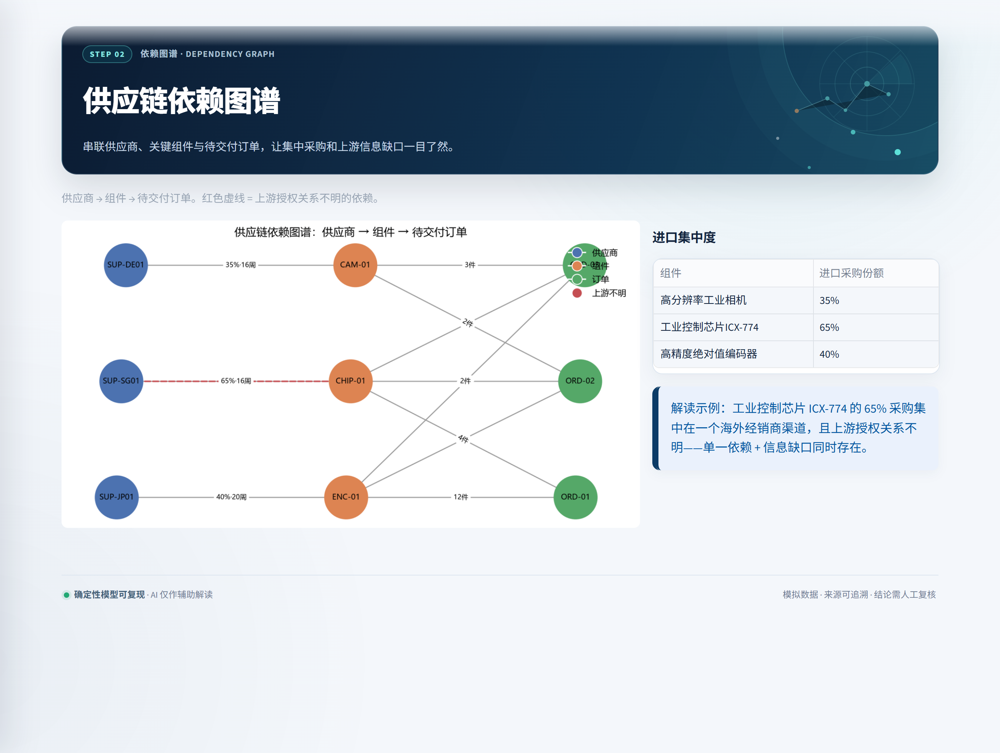 STEP 02
依赖图谱 · DEPENDENCY GRAPH
供应链依赖图谱
串联供应商、关键组件与待交付订单，让集中采购和上游信息缺口一目了然。
供应商 → 组件 → 待交付订单。红色虚线 = 上游授权关系不明的依赖。
供应链依赖图谱：供应商 → 组件 → 待交付订单
SUP-DE01
35%·16周
CAM-01
3件
供应商
组件
订单
上游不明
2件
SUP-SG01
65%·16周
CHIP-01
2件
ORD-02
4件
SUP-JP01
40%·20周
ENC-01
12件
ORD-01
进口集中度
组件 进口采购份额
高分辨率工业相机 35%
工业控制芯片ICX-774 65%
高精度绝对值编码器 40%
解读示例：工业控制芯片 ICX-774 的 65% 采购集
中在一个海外经销商渠道，且上游授权关系不
明——单一依赖 + 信息缺口同时存在。
确定性模型可复现 · AI 仅作辅助解读
模拟数据 · 来源可追溯 · 结论需人工复核